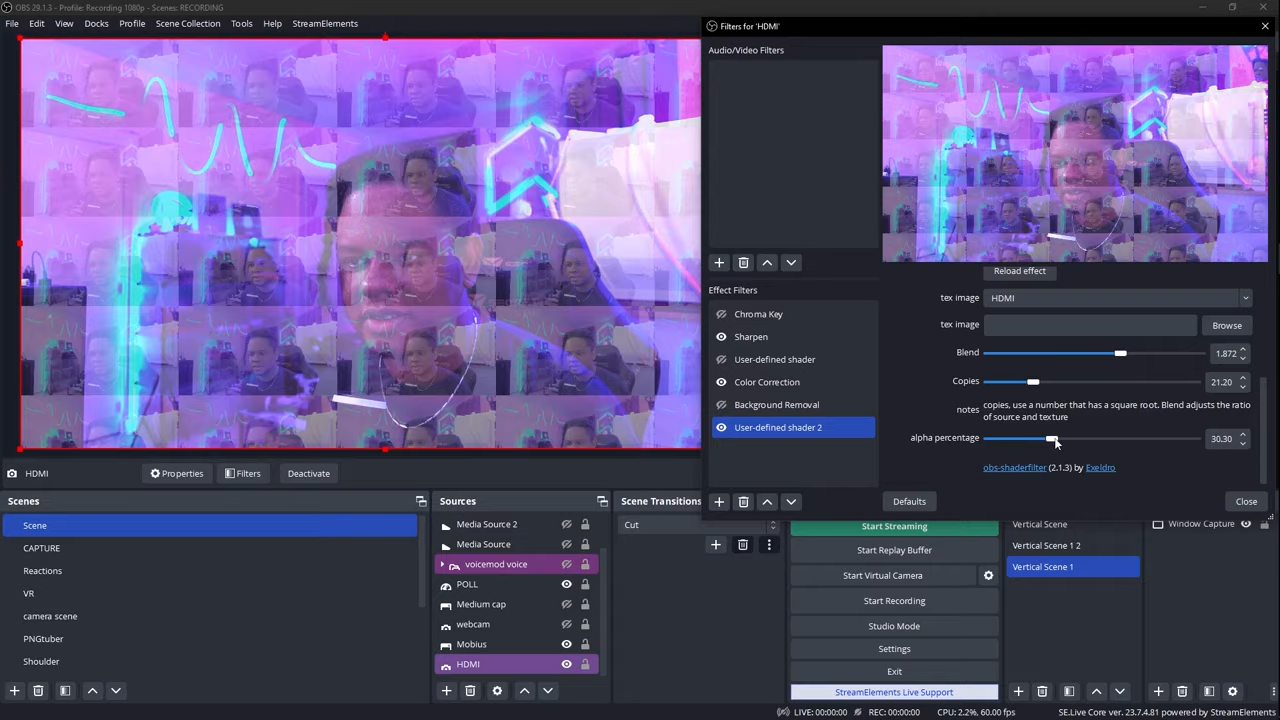 OBS 29.1.3 - Profile: Recording 1080p - Scenes: RECORDING
File Edit View Docks Profile Scene Collection Tools Help StreamElements
Filters for 'HDMI'
Audio/Video Filters
Effect Filters
Chroma Key
Sharpen
User-defined shader
Color Correction
Background Removal
User-defined shader 2
Reload effect
tex image HDMI
tex image Browse
Blend 1.872
Copies 21.20
notes copies, use a number that has a square root. Blend adjusts the ratio
of source and texture
alpha percentage 30.30
obs-shaderfilter (2.1.3) by Exeldro
Defaults Close
HDMI Properties Filters Deactivate
Scenes
Scene
CAPTURE
Reactions
VR
camera scene
PNGtuber
Shoulder
Sources
Media Source 2
Media Source
voicemod voice
POLL
Medium cap
webcam
Mobius
HDMI
Scene Transitions
Cut
Start Streaming
Start Replay Buffer
Start Virtual Camera
Start Recording
Studio Mode
Settings
Exit
StreamElements Live Support
Vertical Scene
Vertical Scene 1 2
Vertical Scene 1
Window Capture
LIVE: 00:00:00 REC: 00:00:00 CPU: 2.2%, 60.00 fps SE.Live Core ver. 23.7.4.81 powered by StreamElements